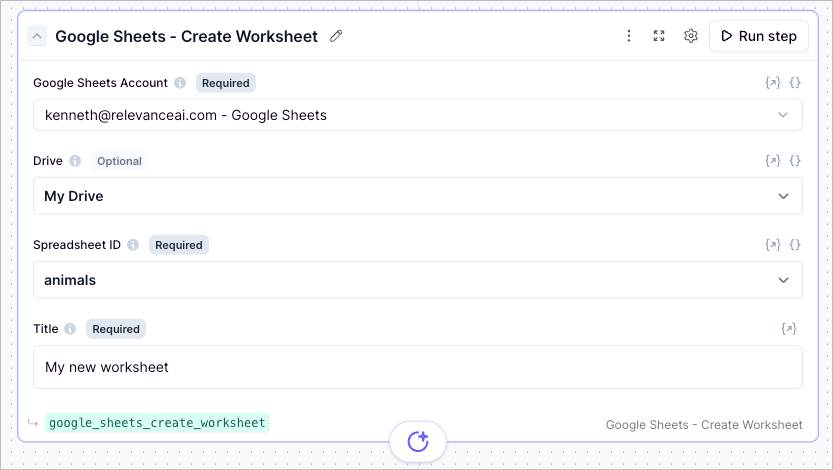 Google Sheets - Create Worksheet
Run step
Google Sheets Account Required
kenneth@relevanceai.com - Google Sheets
Drive Optional
My Drive
Spreadsheet ID Required
animals
Title Required
My new worksheet
google_sheets_create_worksheet
Google Sheets - Create Worksheet